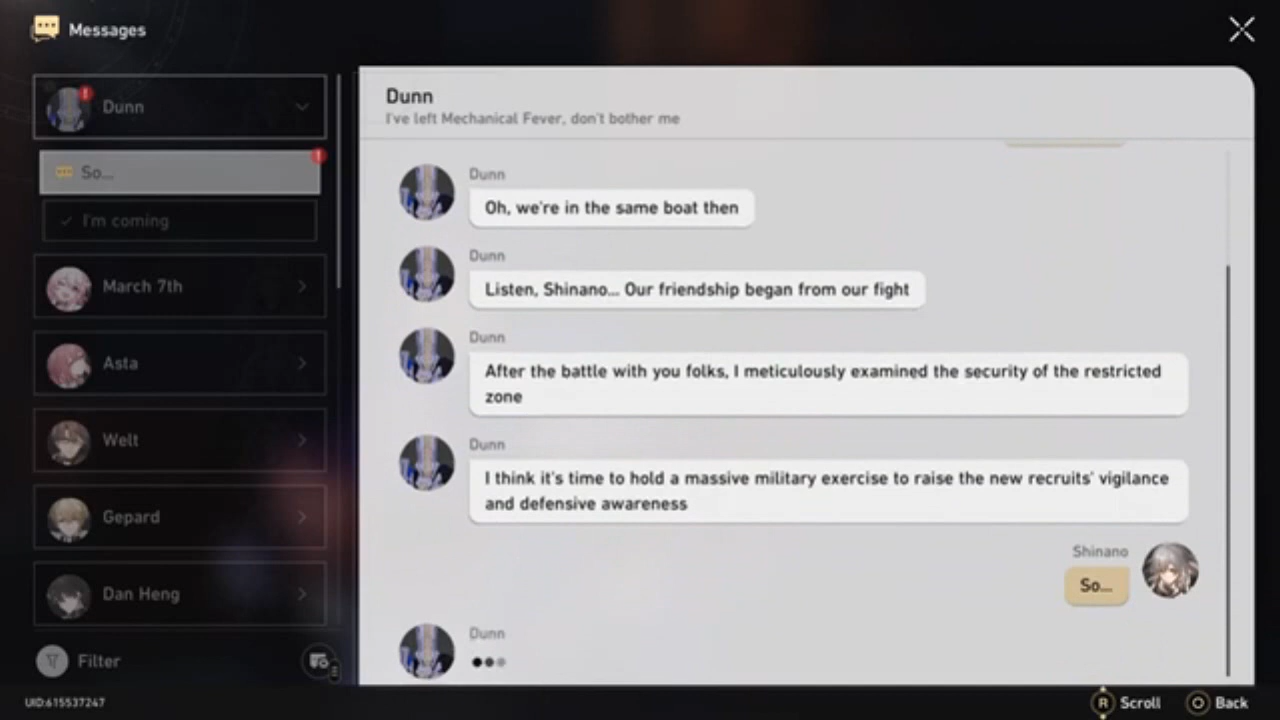 Messages
Dunn
So...
I'm coming
March 7th
Asta
Welt
Gepard
Dan Heng
Filter
UID:615537247
Dunn
I've left Mechanical Fever, don't bother me
Dunn
Oh, we're in the same boat then
Dunn
Listen, Shinano... Our friendship began from our fight
Dunn
After the battle with you folks, I meticulously examined the security of the restricted
zone
Dunn
I think it's time to hold a massive military exercise to raise the new recruits' vigilance
and defensive awareness
Shinano
So...
Dunn
R Scroll
Back